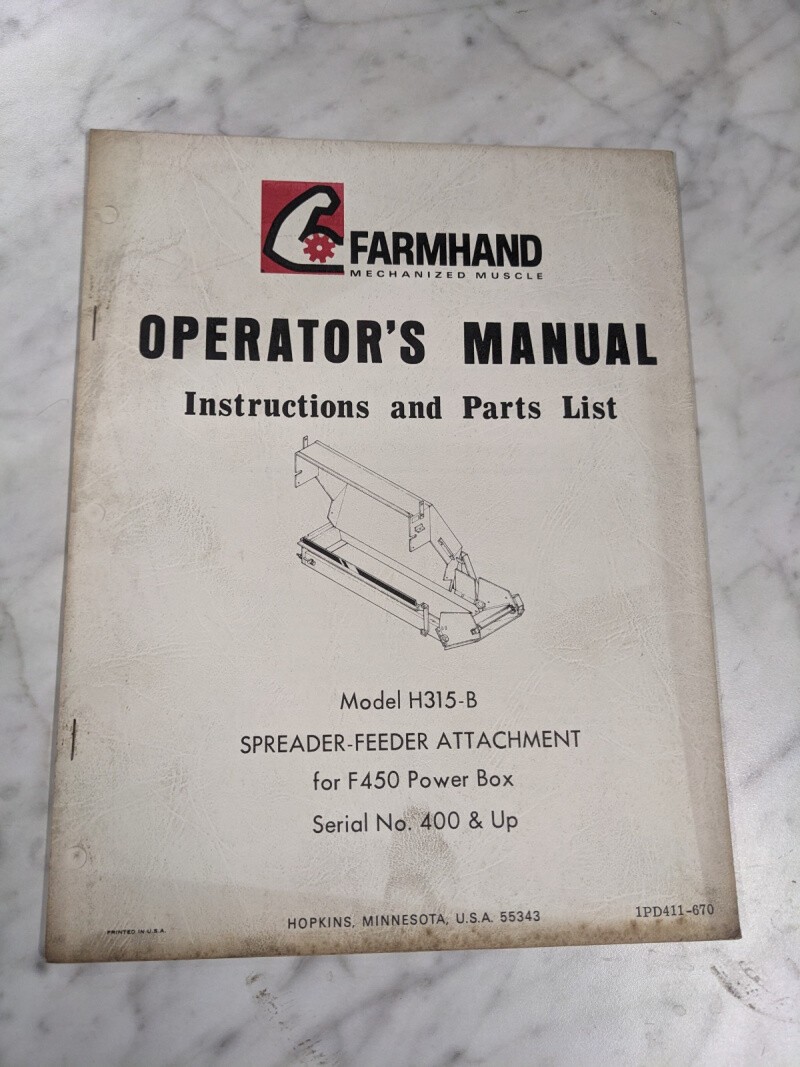 FARMHAND
MECHANIZED MUSCLE
OPERATOR'S MANUAL
Instructions and Parts List
Model H315-B
SPREADER-FEEDER ATTACHMENT
for F450 Power Box
Serial No. 400 & Up
HOPKINS, MINNESOTA, U.S.A. 55343
1PD411-670
PRINTED IN U.S.A.